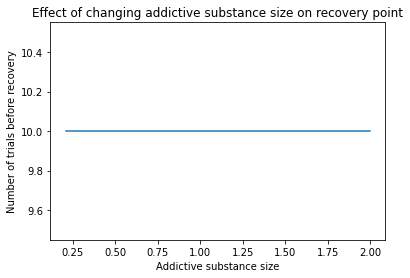 Effect of changing addictive substance size on recovery point
Number of trials before recovery
10.4
10.2
10.0
9.8
9.6
0.25 0.50 0.75 1.00 1.25 1.50 1.75 2.00
Addictive substance size